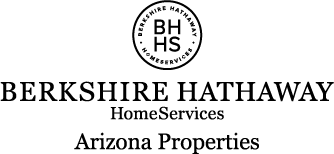 BERKSHIRE HATHAWAY
BH
HS
HOMESERVICES
BERKSHIRE HATHAWAY
HomeServices
Arizona Properties